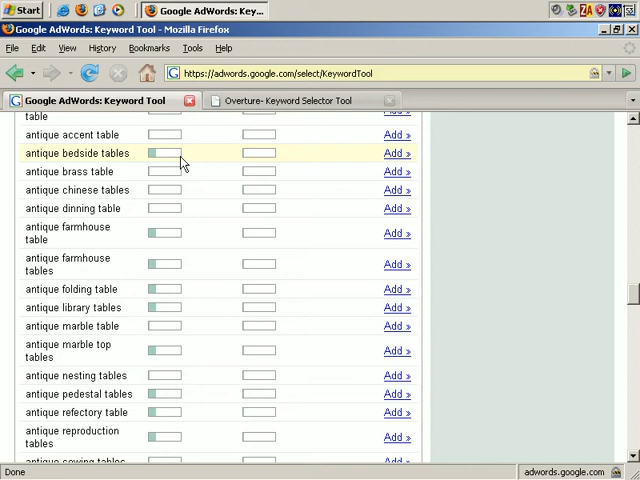 Start
Google AdWords: Key...
Google AdWords: Keyword Tool - Mozilla Firefox
File Edit View History Bookmarks Tools Help
https://adwords.google.com/select/KeywordTool
Google AdWords: Keyword Tool
Overture- Keyword Selector Tool
table
antique accent table Add »
antique bedside tables Add »
antique brass table Add »
antique chinese tables Add »
antique dinning table Add »
antique farmhouse
table Add »
antique farmhouse
tables Add »
antique folding table Add »
antique library tables Add »
antique marble table Add »
antique marble top
tables Add »
antique nesting tables Add »
antique pedestal tables Add »
antique refectory table Add »
antique reproduction
tables Add »
antique sewing tables Add »
Done
adwords.google.com